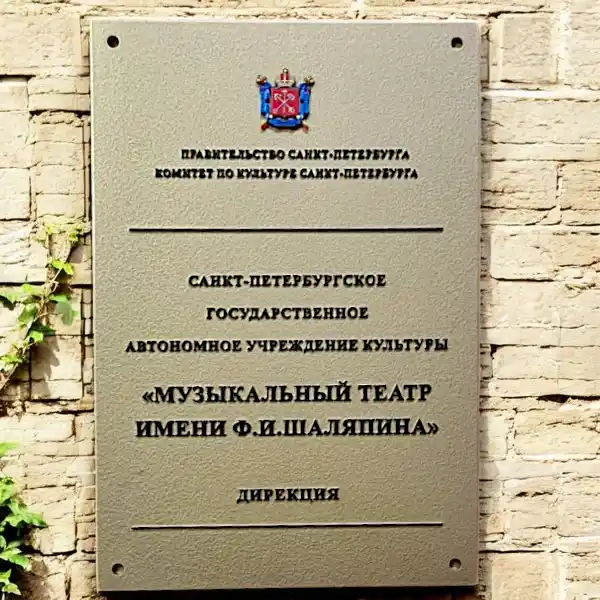 ПРАВИТЕЛЬСТВО САНКТ-ПЕТЕРБУРГА
КОМИТЕТ ПО КУЛЬТУРЕ САНКТ-ПЕТЕРБУРГА
САНКТ-ПЕТЕРБУРГСКОЕ
ГОСУДАРСТВЕННОЕ
АВТОНОМНОЕ УЧРЕЖДЕНИЕ КУЛЬТУРЫ
«МУЗЫКАЛЬНЫЙ ТЕАТР
ИМЕНИ Ф.И.ШАЛЯПИНА»
ДИРЕКЦИЯ